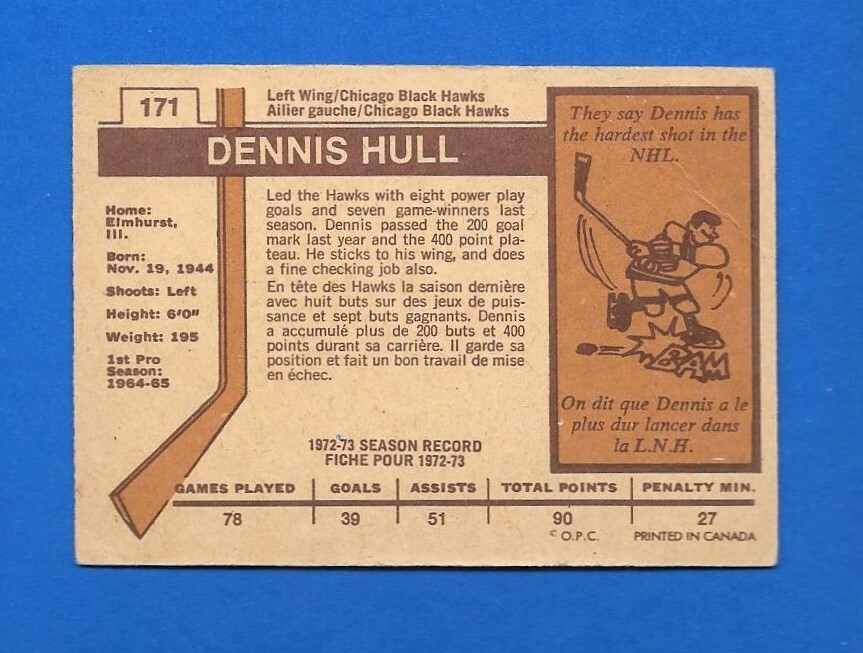 171
Left Wing/Chicago Black Hawks
Ailier gauche/Chicago Black Hawks
DENNIS HULL
Home:
Elmhurst,
Ill.
Born:
Nov. 19, 1944
Shoots: Left
Height: 6'0"
Weight: 195
1st Pro
Season:
1964-65
Led the Hawks with eight power play
goals and seven game-winners last
season. Dennis passed the 200 goal
mark last year and the 400 point pla-
teau. He sticks to his wing, and does
a fine checking job also.
En tête des Hawks la saison dernière
avec huit buts sur des jeux de puis-
sance et sept buts gagnants. Dennis
a accumulé plus de 200 buts et 400
points durant sa carrière. Il garde sa
position et fait un bon travail de mise
en échec.
They say Dennis has
the hardest shot in the
NHL.
WBAM
On dit que Dennis a le
plus dur lancer dans
la L.N.H.
1972-73 SEASON RECORD
FICHE POUR 1972-73
GAMES PLAYED GOALS ASSISTS TOTAL POINTS PENALTY MIN.
78 39 51 90 27
© O.P.C. PRINTED IN CANADA